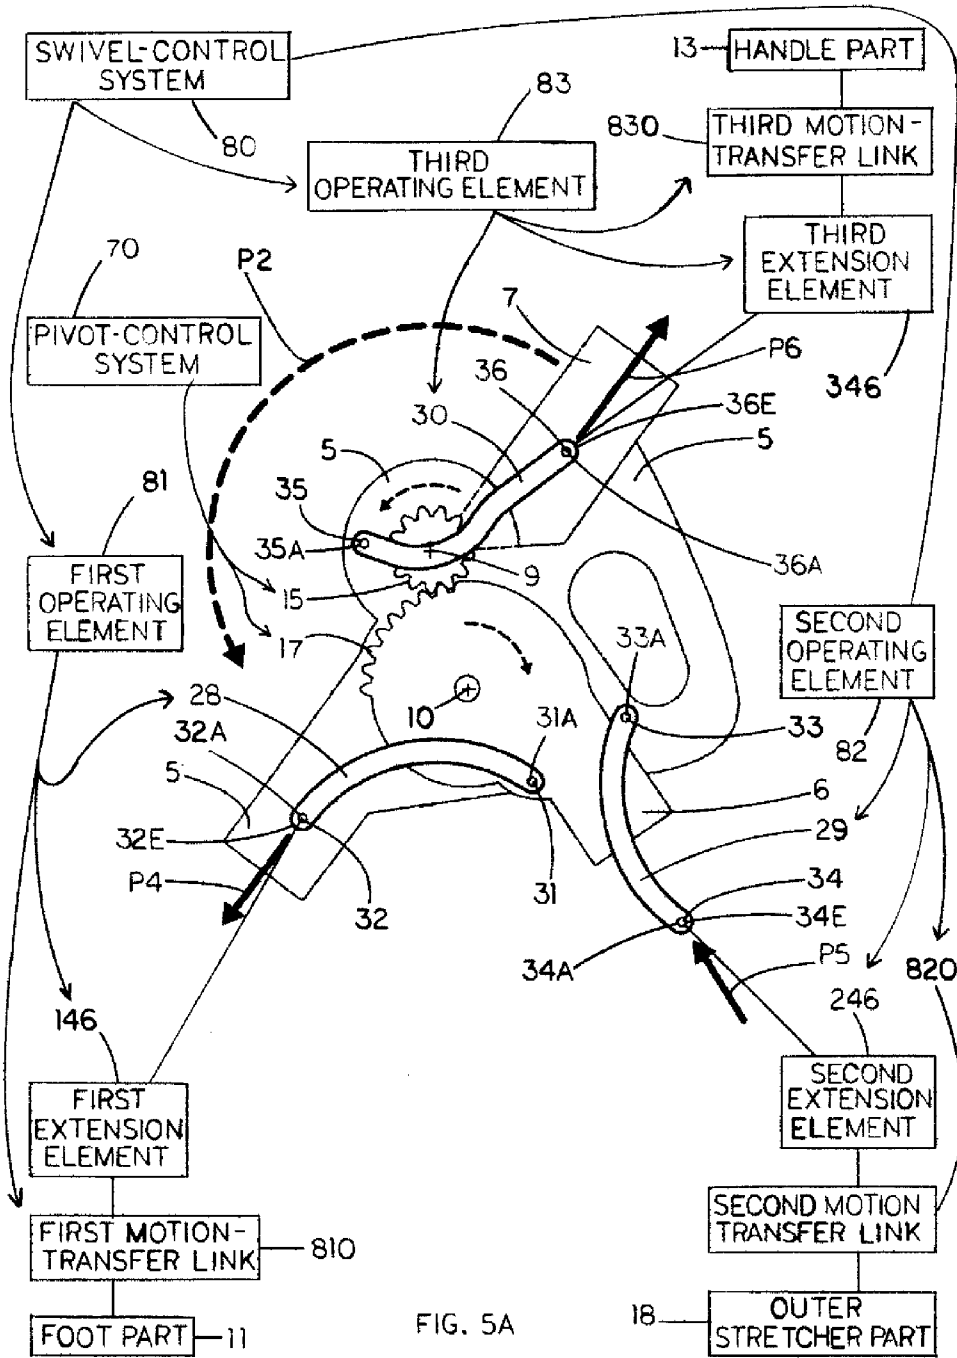 SWIVEL-CONTROL
SYSTEM
80
83
THIRD
OPERATING ELEMENT
13
HANDLE PART
830
THIRD MOTION-
TRANSFER LINK
THIRD
EXTENSION
ELEMENT
346
70
P2
PIVOT-CONTROL
SYSTEM
7
P6
36
36E
30
5
5
81
35
35A
9
36A
FIRST
OPERATING
ELEMENT
15
17
33A
SECOND
OPERATING
ELEMENT
28
10
31A
33
82
32A
5
6
32E
29
P4
32
31
34
34E
34A
P5
820
146
246
FIRST
EXTENSION
ELEMENT
SECOND
EXTENSION
ELEMENT
FIRST MOTION-
TRANSFER LINK
810
SECOND MOTION
TRANSFER LINK
FOOT PART
11
FIG. 5A
18
OUTER
STRETCHER PART